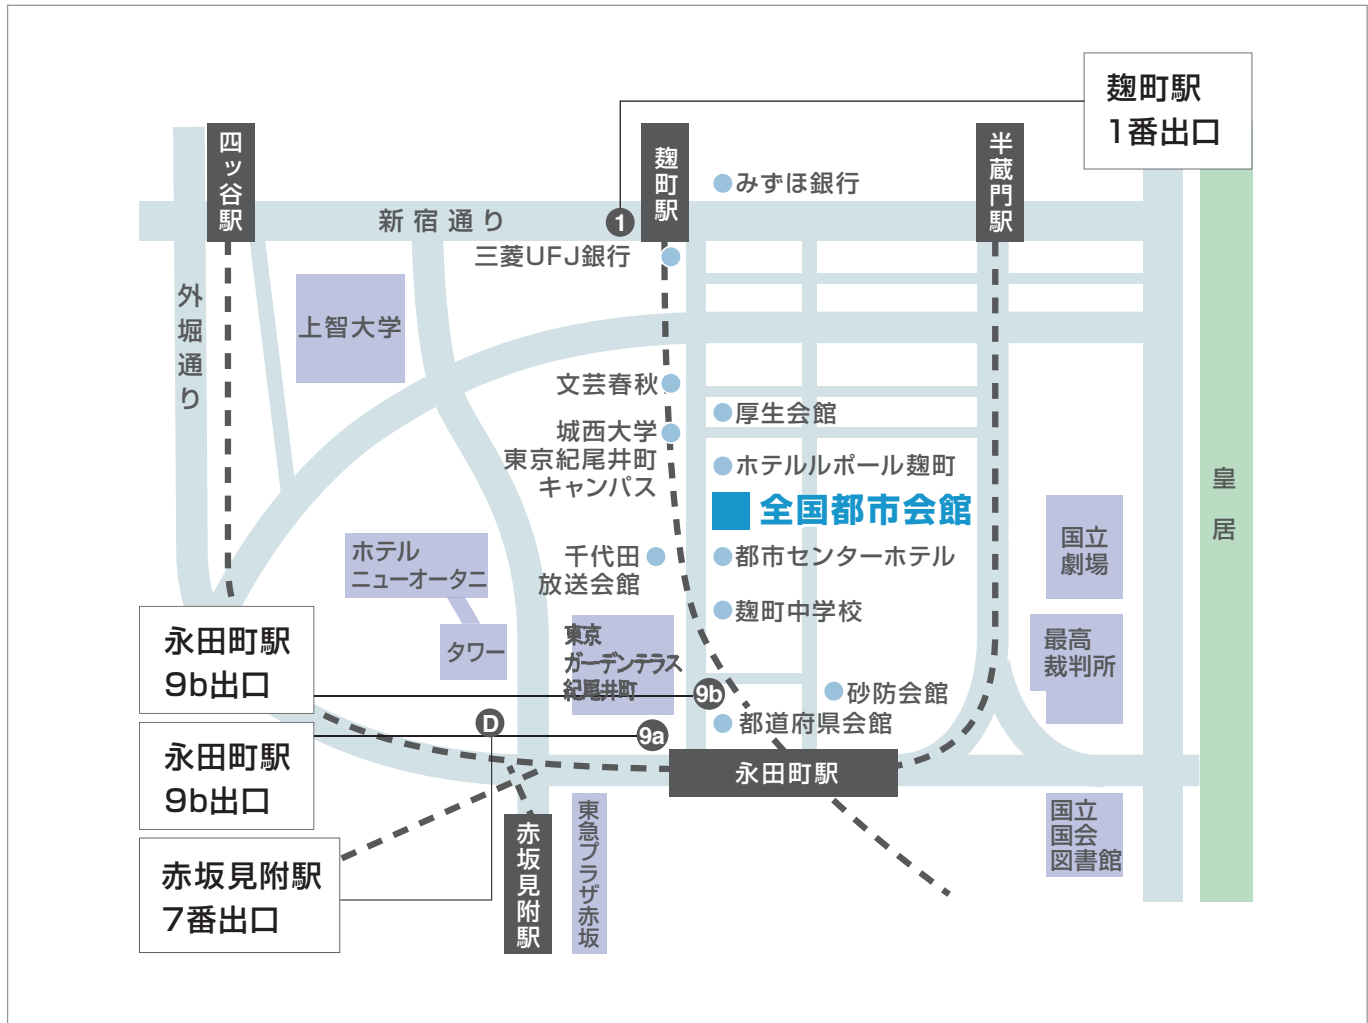 麹町駅
1番出口
四ッ谷駅
麹町駅
半蔵門駅
みずほ銀行
新宿通り
1
三菱UFJ銀行
外堀通り
上智大学
文芸春秋
厚生会館
城西大学
東京紀尾井町
キャンパス
ホテルルポール麹町
全国都市会館
皇居
国立
劇場
ホテル
ニューオータニ
千代田
放送会館
都市センターホテル
麹町中学校
タワー
東京
ガーデンテラス
紀尾井町
最高
裁判所
永田町駅
9b出口
9b
砂防会館
都道府県会館
D
9a
永田町駅
9b出口
永田町駅
赤坂見附駅
7番出口
赤坂見附駅
東急プラザ赤坂
国立
国会
図書館